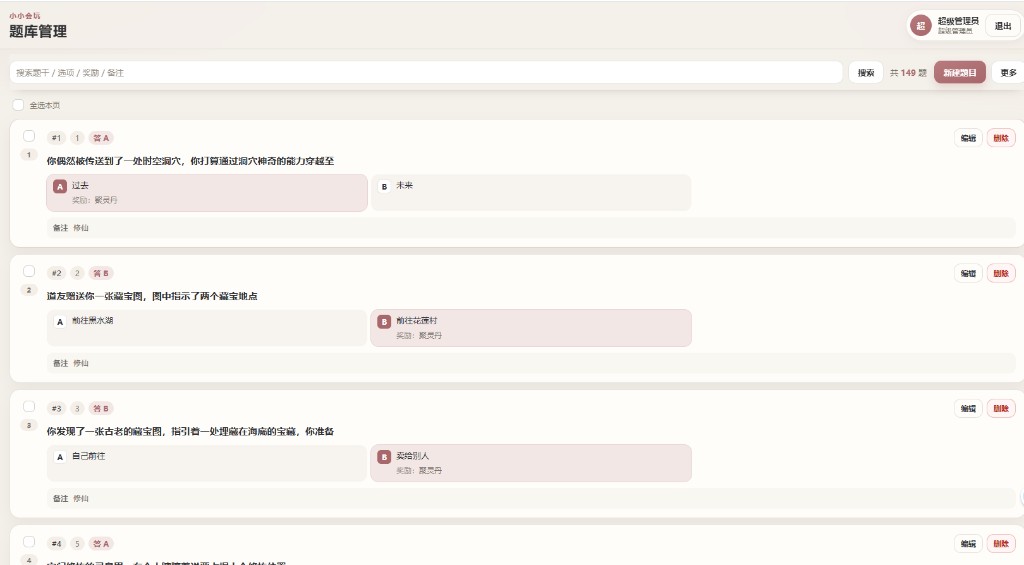 小小会玩
题库管理
超 超级管理员 超级管理员 退出
搜索题干 / 选项 / 奖励 / 备注 搜索 共 149 题 新建题目 更多
全选本页
#1 1 答 A 编辑 删除
1
你偶然被传送到了一处时空洞穴，你打算通过洞穴神奇的能力穿越至
A 过去 B 未来
奖励：聚灵丹
备注 修仙
#2 2 答 B 编辑 删除
2
道友赠送你一张藏宝图，图中指示了两个藏宝地点
A 前往黑水湖 B 前往花莲村
奖励：聚灵丹
备注 修仙
#3 3 答 B 编辑 删除
3
你发现了一张古老的藏宝图，指引着一处埋藏在海底的宝藏，你准备
A 自己前往 B 卖给别人
奖励：聚灵丹
备注 修仙
#4 5 答 A 编辑 删除
4